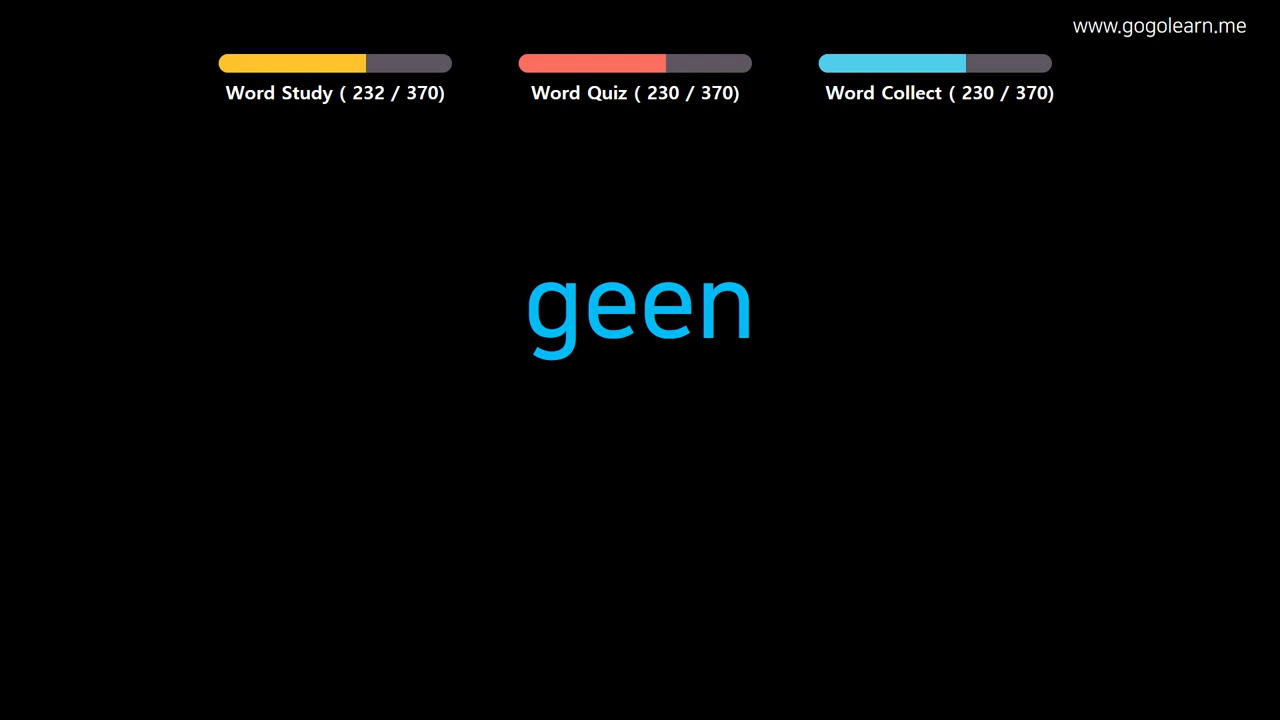 www.gogolearn.me
Word Study ( 232 / 370)
Word Quiz ( 230 / 370)
Word Collect ( 230 / 370)
geen